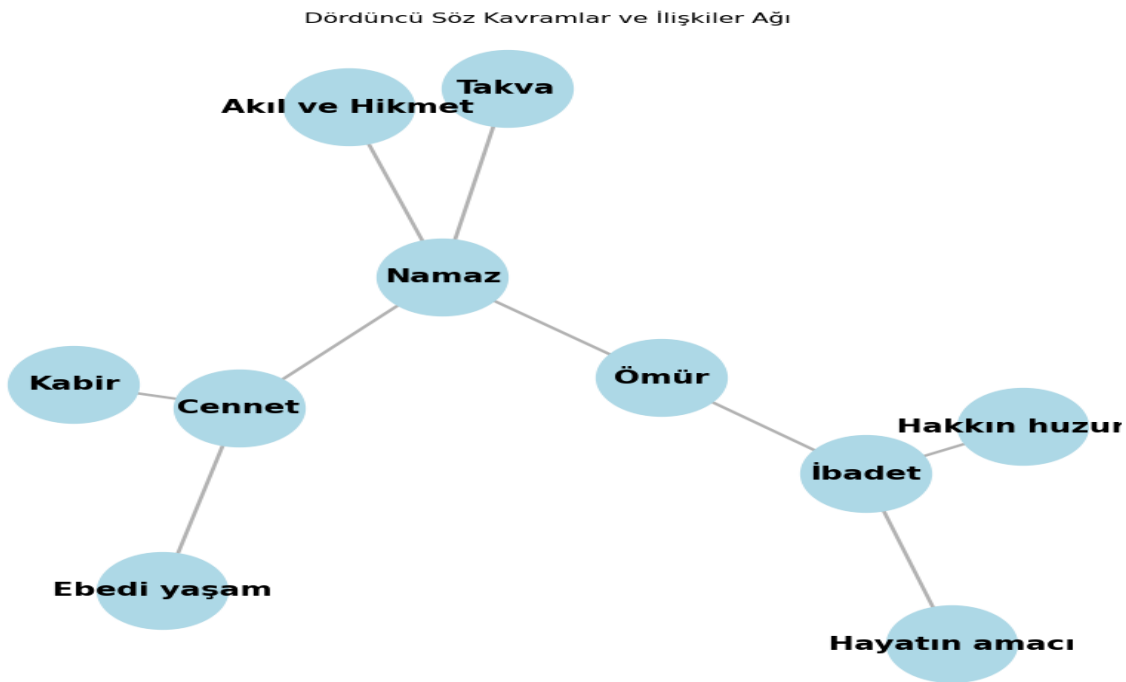 Dördüncü Söz Kavramlar ve İlişkiler Ağı
Takva
Akıl ve Hikmet
Namaz
Ömür
Kabir
Cennet
Hakkın huzur
İbadet
Ebedi yaşam
Hayatın amacı